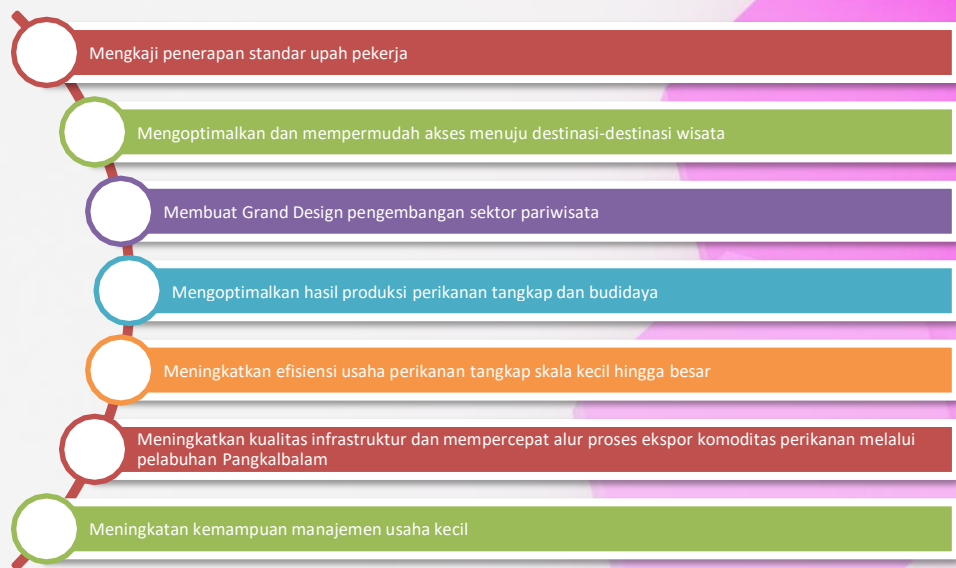 Mengkaji penerapan standar upah pekerja
Mengoptimalkan dan mempermudah akses menuju destinasi-destinasi wisata
Membuat Grand Design pengembangan sektor pariwisata
Mengoptimalkan hasil produksi perikanan tangkap dan budidaya
Meningkatkan efisiensi usaha perikanan tangkap skala kecil hingga besar
Meningkatkan kualitas infrastruktur dan mempercepat alur proses ekspor komoditas perikanan melalui
pelabuhan Pangkalbalam
Meningkatan kemampuan manajemen usaha kecil